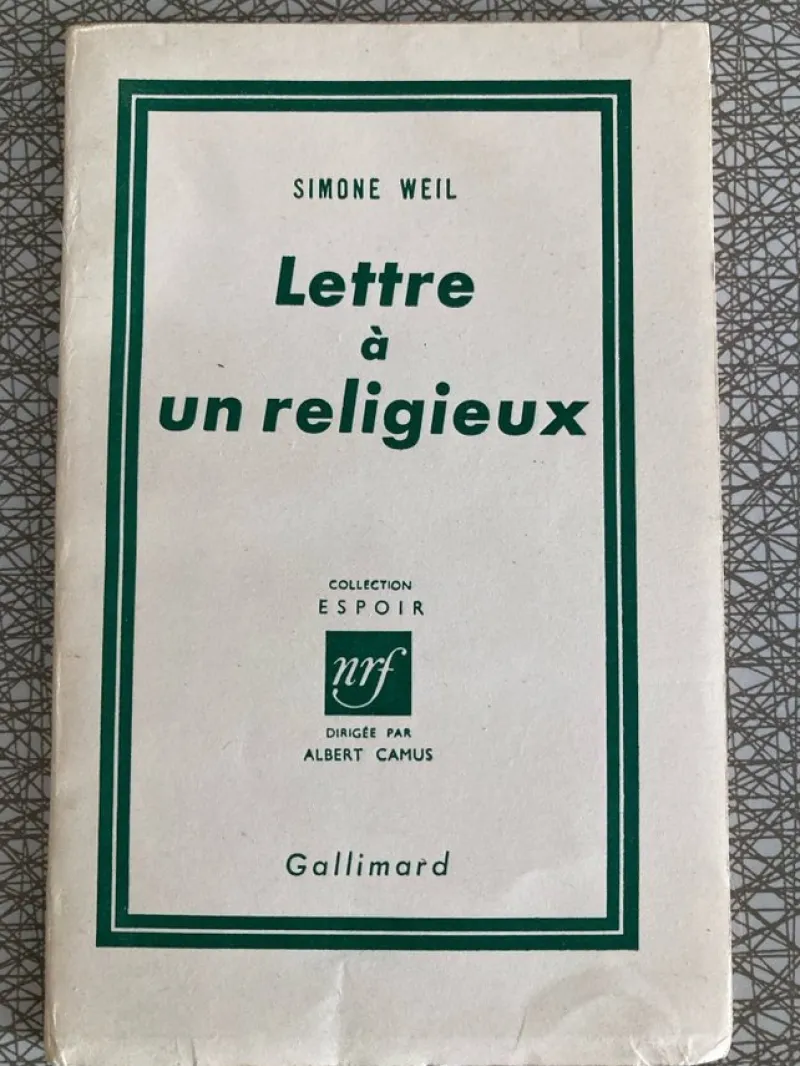 SIMONE WEIL
Lettre
à
un religieux
COLLECTION
ESPOIR
nrf
DIRIGÉE PAR
ALBERT CAMUS
Gallimard